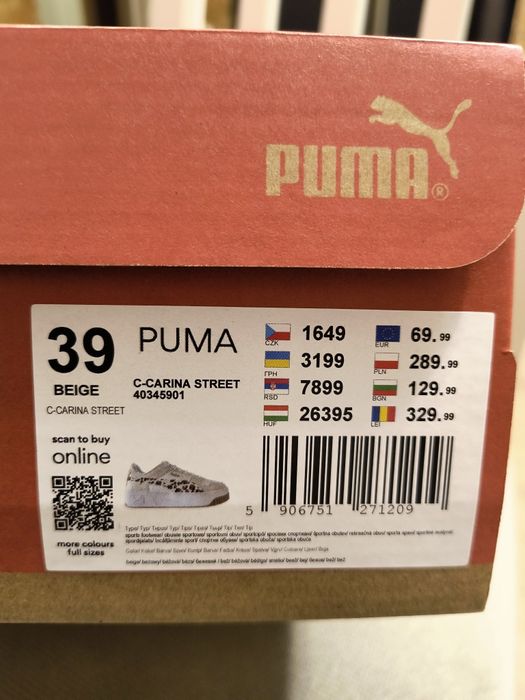 PUMA®
39
BEIGE
C-CARINA STREET
PUMA
C-CARINA STREET
40345901
CZK 1649
ГРН 3199
RSD 7899
HUF 26395
EUR 69.99
PLN 289.99
BGN 129.99
LEI 329.99
scan to buy
online
more colours
full sizes
5 906751 271209